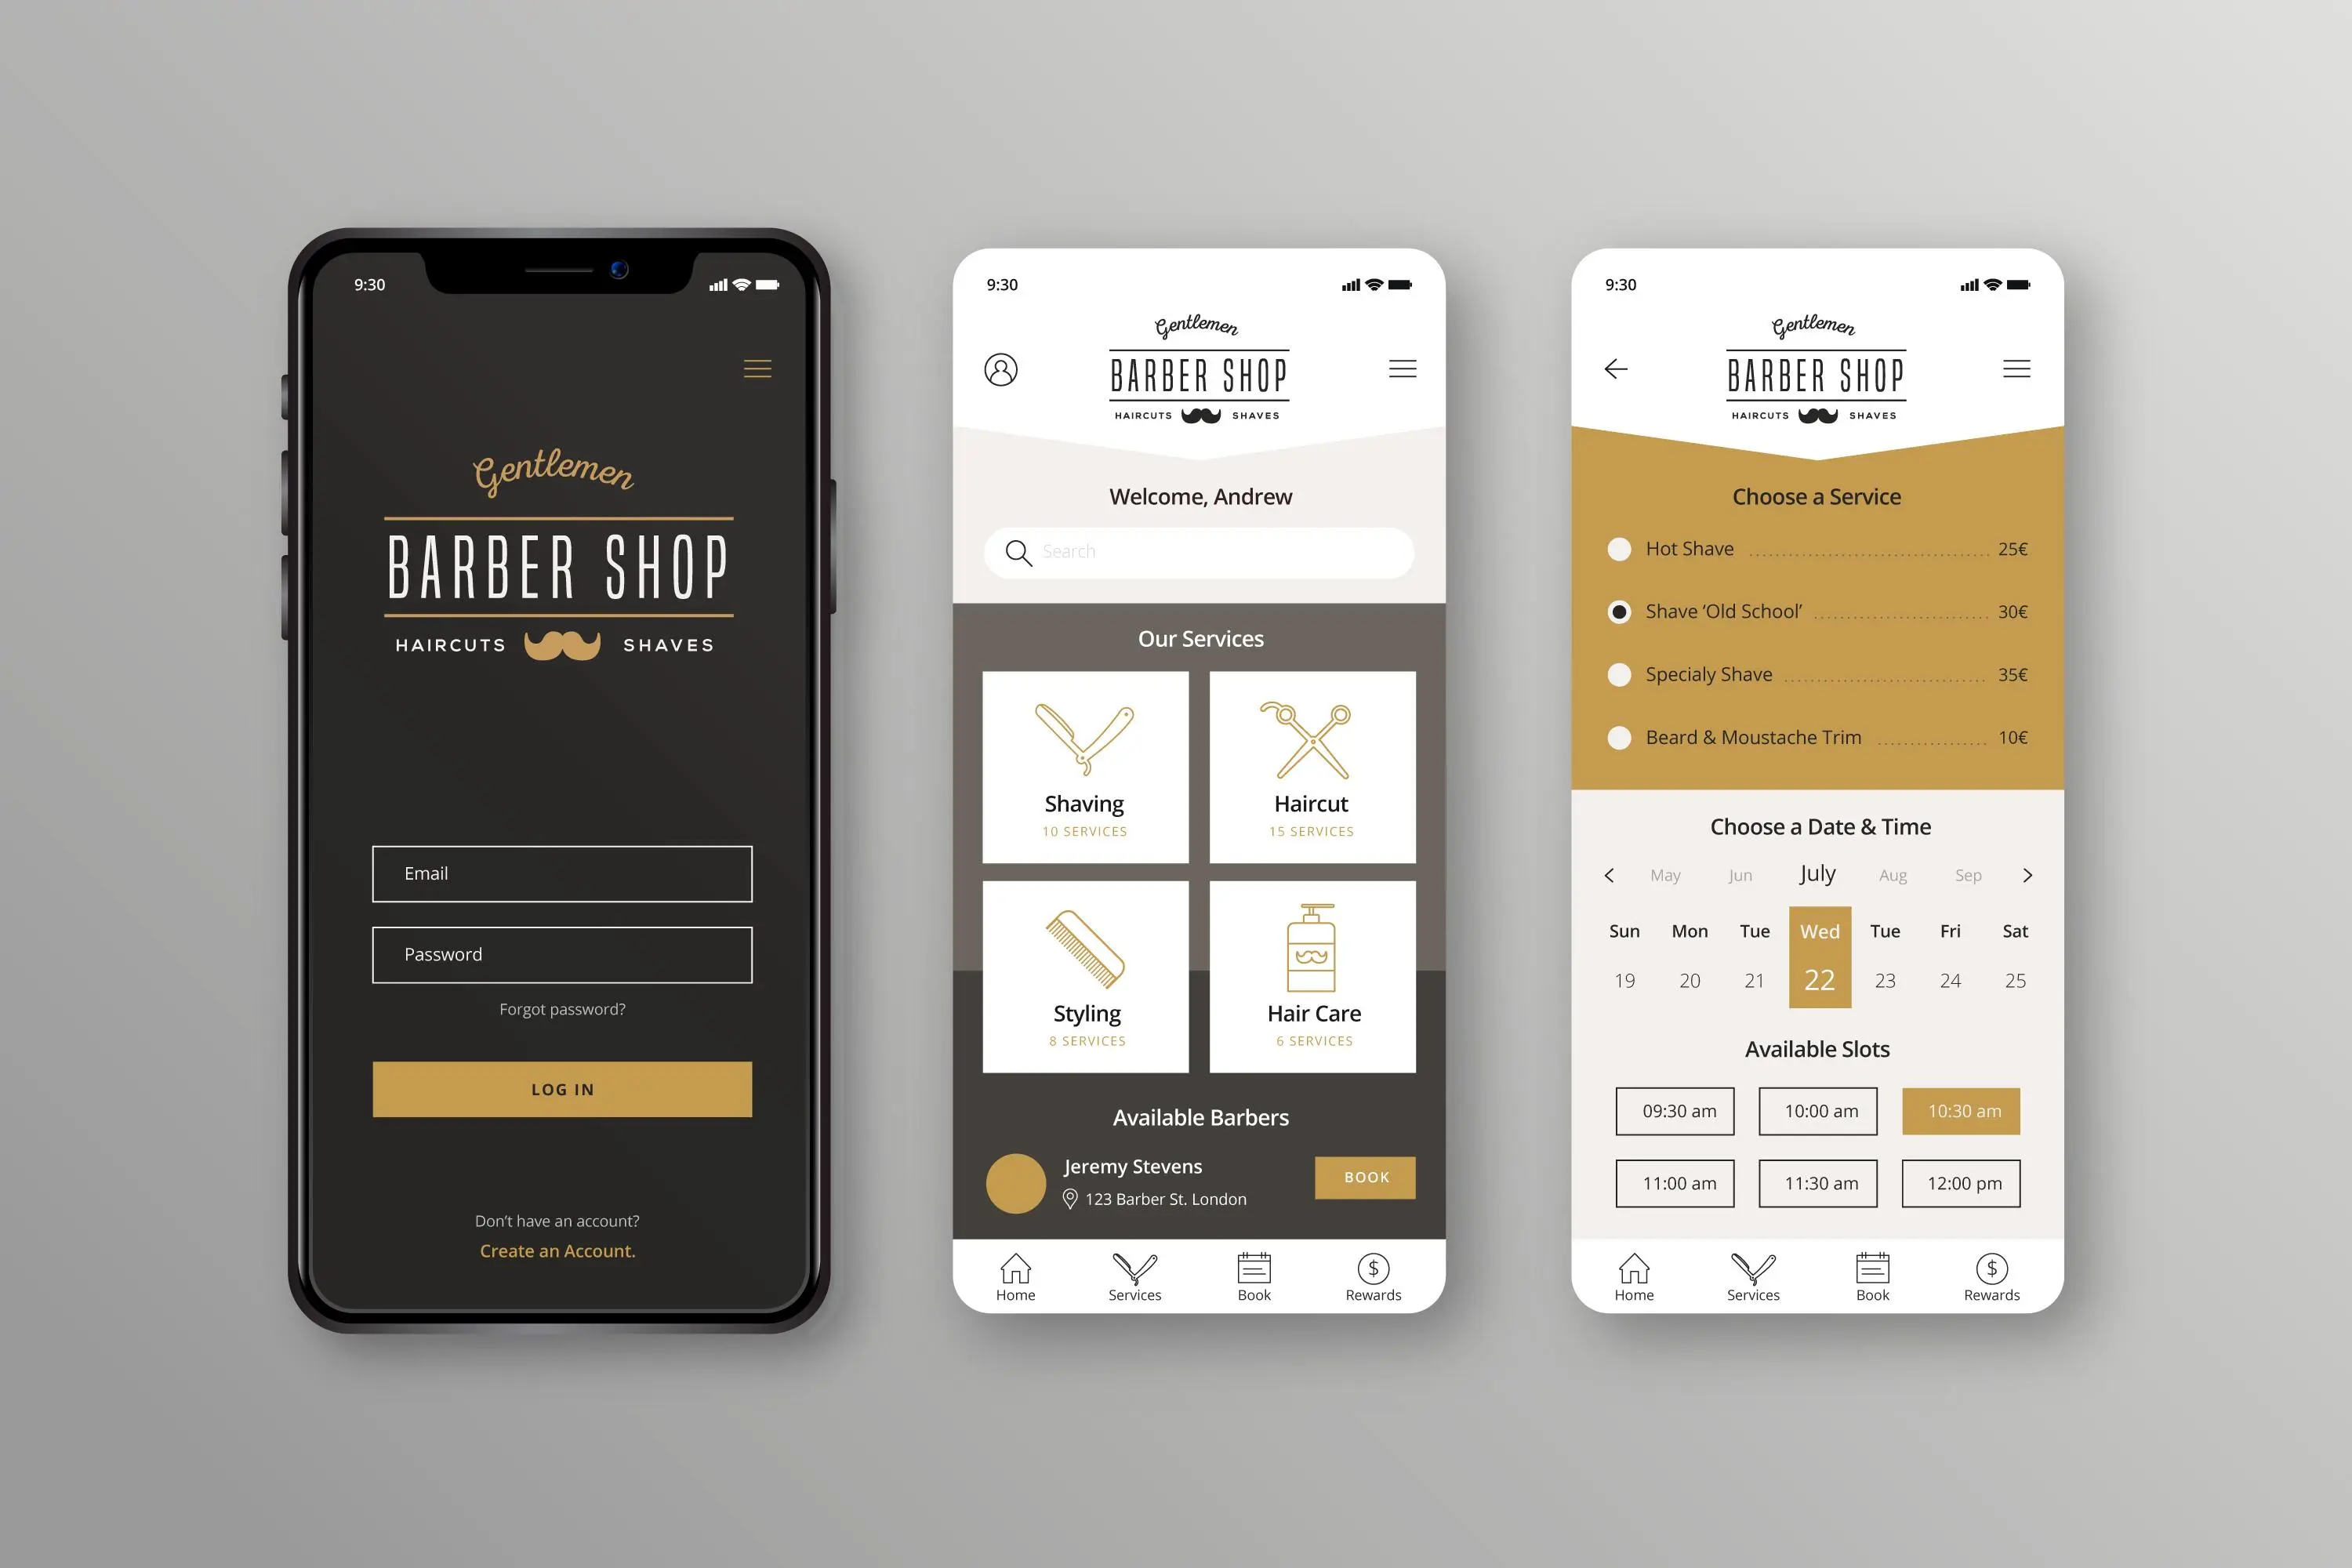 9:30
Gentlemen
BARBER SHOP
HAIRCUTS SHAVES
Email
Password
Forgot password?
LOG IN
Don't have an account?
Create an Account.
9:30
Gentlemen
BARBER SHOP
HAIRCUTS SHAVES
Welcome, Andrew
Search
Our Services
Shaving Haircut
10 SERVICES 15 SERVICES
Styling Hair Care
8 SERVICES 6 SERVICES
Available Barbers
Jeremy Stevens
123 Barber St. London
BOOK
Home Services Book Rewards
9:30
Gentlemen
BARBER SHOP
HAIRCUTS SHAVES
Choose a Service
Hot Shave 25€
Shave ‘Old School’ 30€
Specialy Shave 35€
Beard & Moustache Trim 10€
Choose a Date & Time
May Jun July Aug Sep
Sun Mon Tue Wed Tue Fri Sat
19 20 21 22 23 24 25
Available Slots
09:30 am 10:00 am 10:30 am
11:00 am 11:30 am 12:00 pm
Home Services Book Rewards